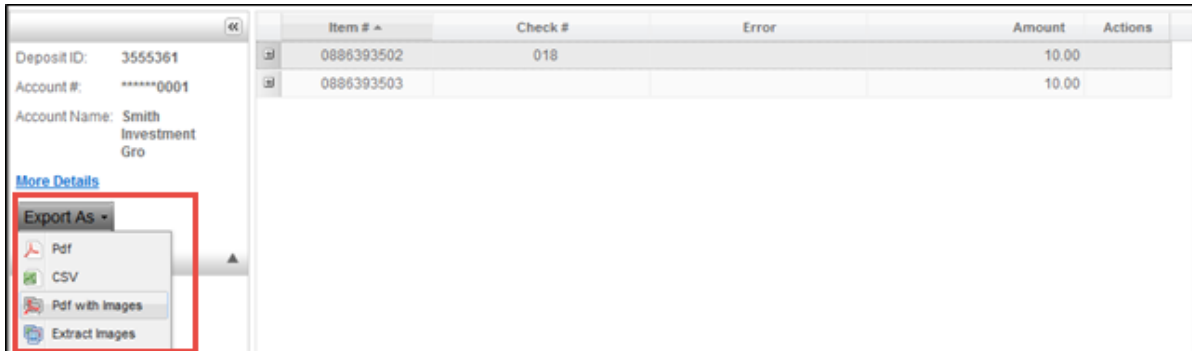 Item # Check # Error Amount Actions
Deposit ID: 3555361
Account #: ******0001
Account Name: Smith
Investment
Gro
More Details
Export As
Pdf
CSV
Pdf with Images
Extract Images
0886393502 018 10.00
0886393503 10.00